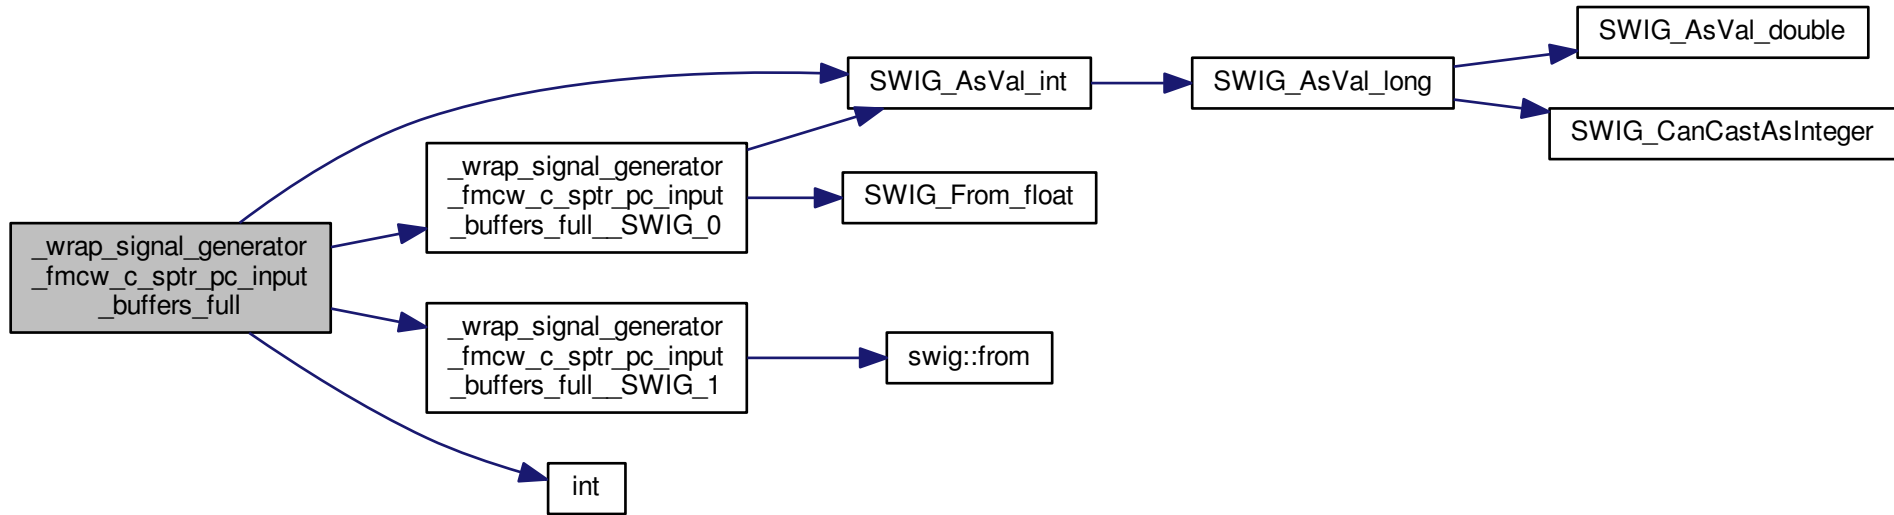 _wrap_signal_generator
_fmcw_c_sptr_pc_input
_buffers_full
_wrap_signal_generator
_fmcw_c_sptr_pc_input
_buffers_full__SWIG_0
_wrap_signal_generator
_fmcw_c_sptr_pc_input
_buffers_full__SWIG_1
int
SWIG_AsVal_int
SWIG_From_float
swig::from
SWIG_AsVal_long
SWIG_AsVal_double
SWIG_CanCastAsInteger